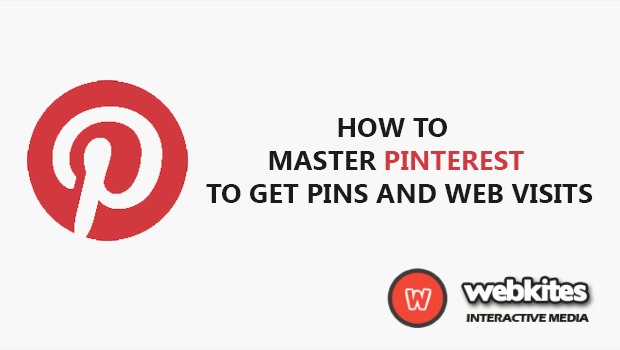 HOW TO
MASTER PINTEREST
TO GET PINS AND WEB VISITS
w webkites
INTERACTIVE MEDIA